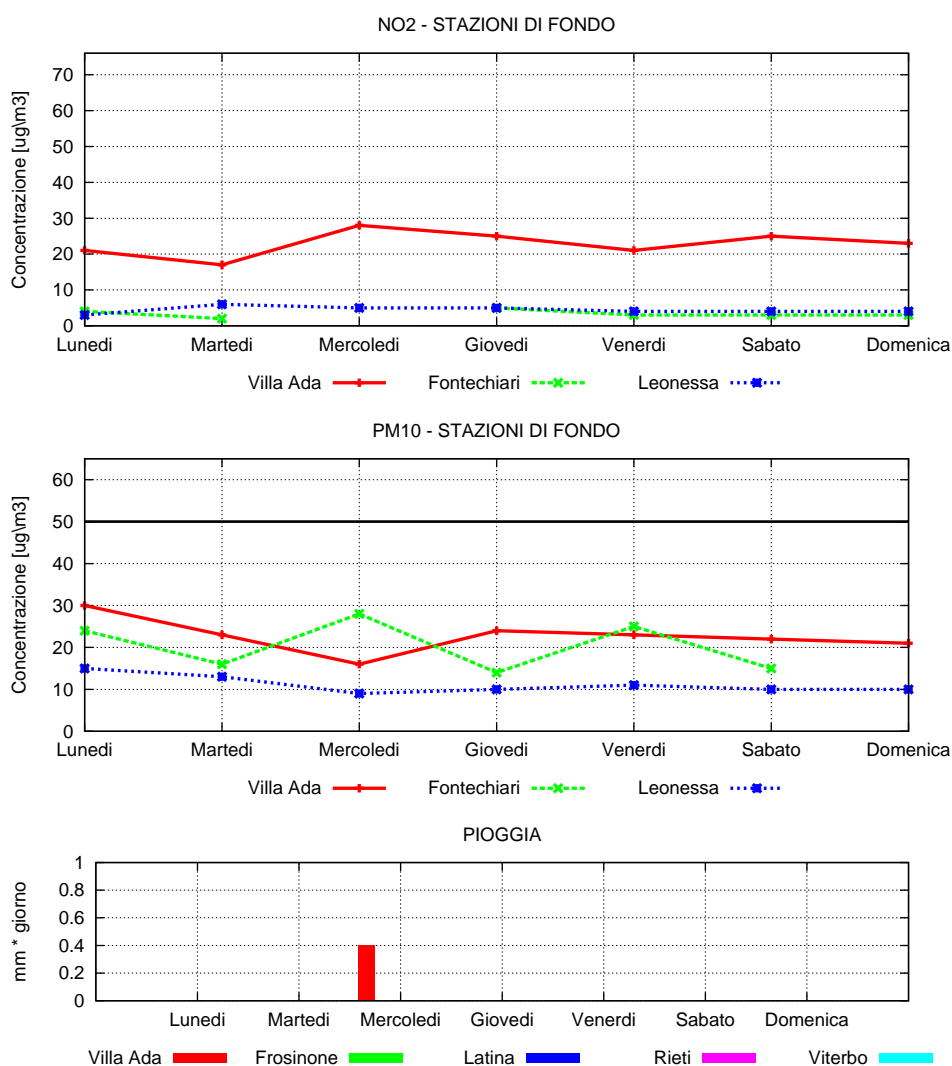 NO2 - STAZIONI DI FONDO
Concentrazione [ug\m3]
70
60
50
40
30
20
10
0
Lunedi Martedi Mercoledi Giovedi Venerdi Sabato Domenica
Villa Ada Fontechiari Leonessa
PM10 - STAZIONI DI FONDO
Concentrazione [ug\m3]
60
50
40
30
20
10
0
Lunedi Martedi Mercoledi Giovedi Venerdi Sabato Domenica
Villa Ada Fontechiari Leonessa
PIOGGIA
mm * giorno
1
0.8
0.6
0.4
0.2
0
Lunedi Martedi Mercoledi Giovedi Venerdi Sabato Domenica
Villa Ada Frosinone Latina Rieti Viterbo